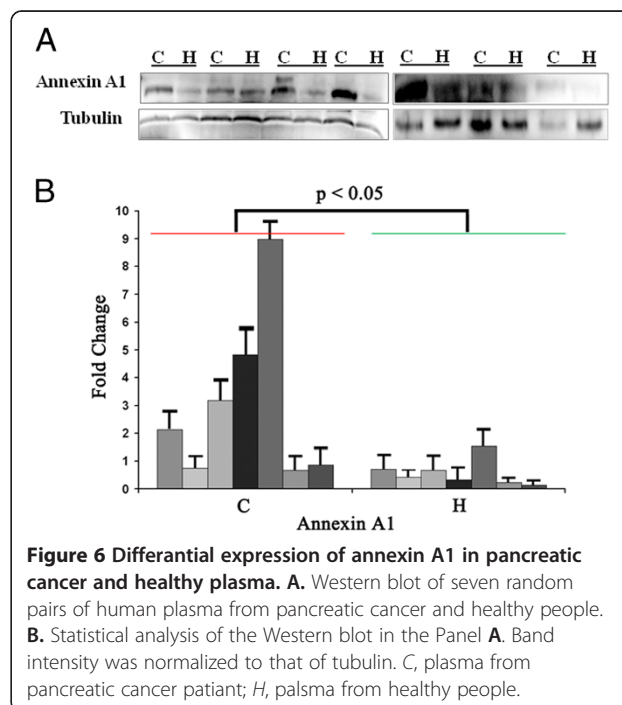 A
C H C H C H C H C H C H C H
Annexin A1
Tubulin
B
p < 0.05
10
9
8
7
6
5
4
3
2
1
0
Fold Change
C H
Annexin A1
Figure 6 Differantial expression of annexin A1 in pancreatic
cancer and healthy plasma. A. Western blot of seven random
pairs of human plasma from pancreatic cancer and healthy people.
B. Statistical analysis of the Western blot in the Panel A. Band
intensity was normalized to that of tubulin. C, plasma from
pancreatic cancer patiant; H, palsma from healthy people.